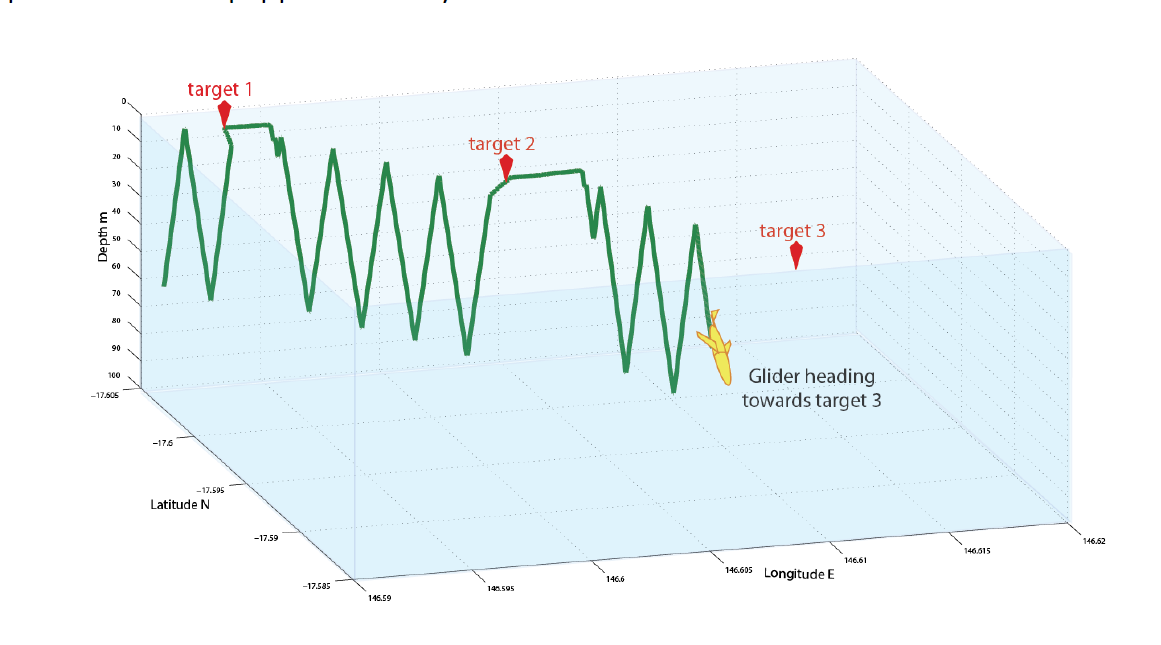 target 1
target 2
target 3
Glider heading
towards target 3
Depth m
0
10
20
30
40
50
60
70
80
90
100
−17.605
−17.6
−17.595
−17.59
−17.585
Latitude N
146.59
146.595
146.6
146.605
146.61
146.615
146.62
Longitude E